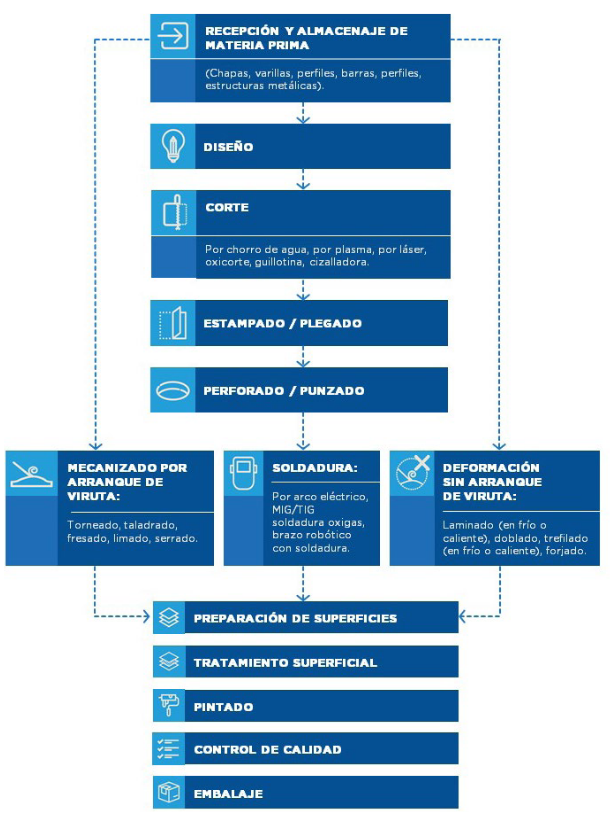 RECEPCIÓN Y ALMACENAJE DE
MATERIA PRIMA
(Chapas, varillas, perfiles, barras, perfiles,
estructuras metálicas).
DISEÑO
CORTE
Por chorro de agua, por plasma, por láser,
oxicorte, guillotina, cizalladora.
ESTAMPADO / PLEGADO
PERFORADO / PUNZADO
MECANIZADO POR
ARRANQUE DE
VIRUTA:
Torneado, taladrado,
fresado, limado, serrado.
SOLDADURA:
Por arco eléctrico,
MIG/TIG
soldadura oxigas,
brazo robótico
con soldadura.
DEFORMACIÓN
SIN ARRANQUE
DE VIRUTA:
Laminado (en frío o
caliente), doblado, trefilado
(en frío o caliente), forjado.
PREPARACIÓN DE SUPERFICIES
TRATAMIENTO SUPERFICIAL
PINTADO
CONTROL DE CALIDAD
EMBALAJE